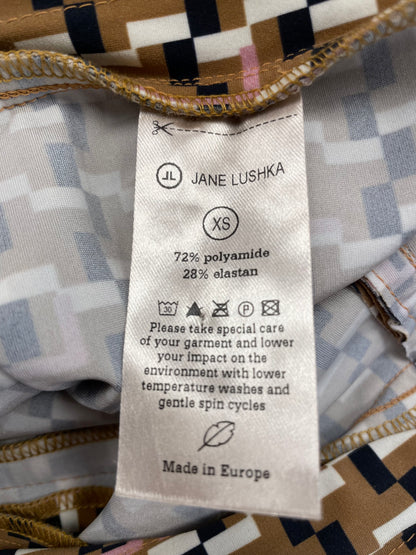 JL JANE LUSHKA
XS
72% polyamide
28% elastan
30 P
Please take special care
of your garment and lower
your impact on the
environment with lower
temperature washes and
gentle spin cycles
Made in Europe